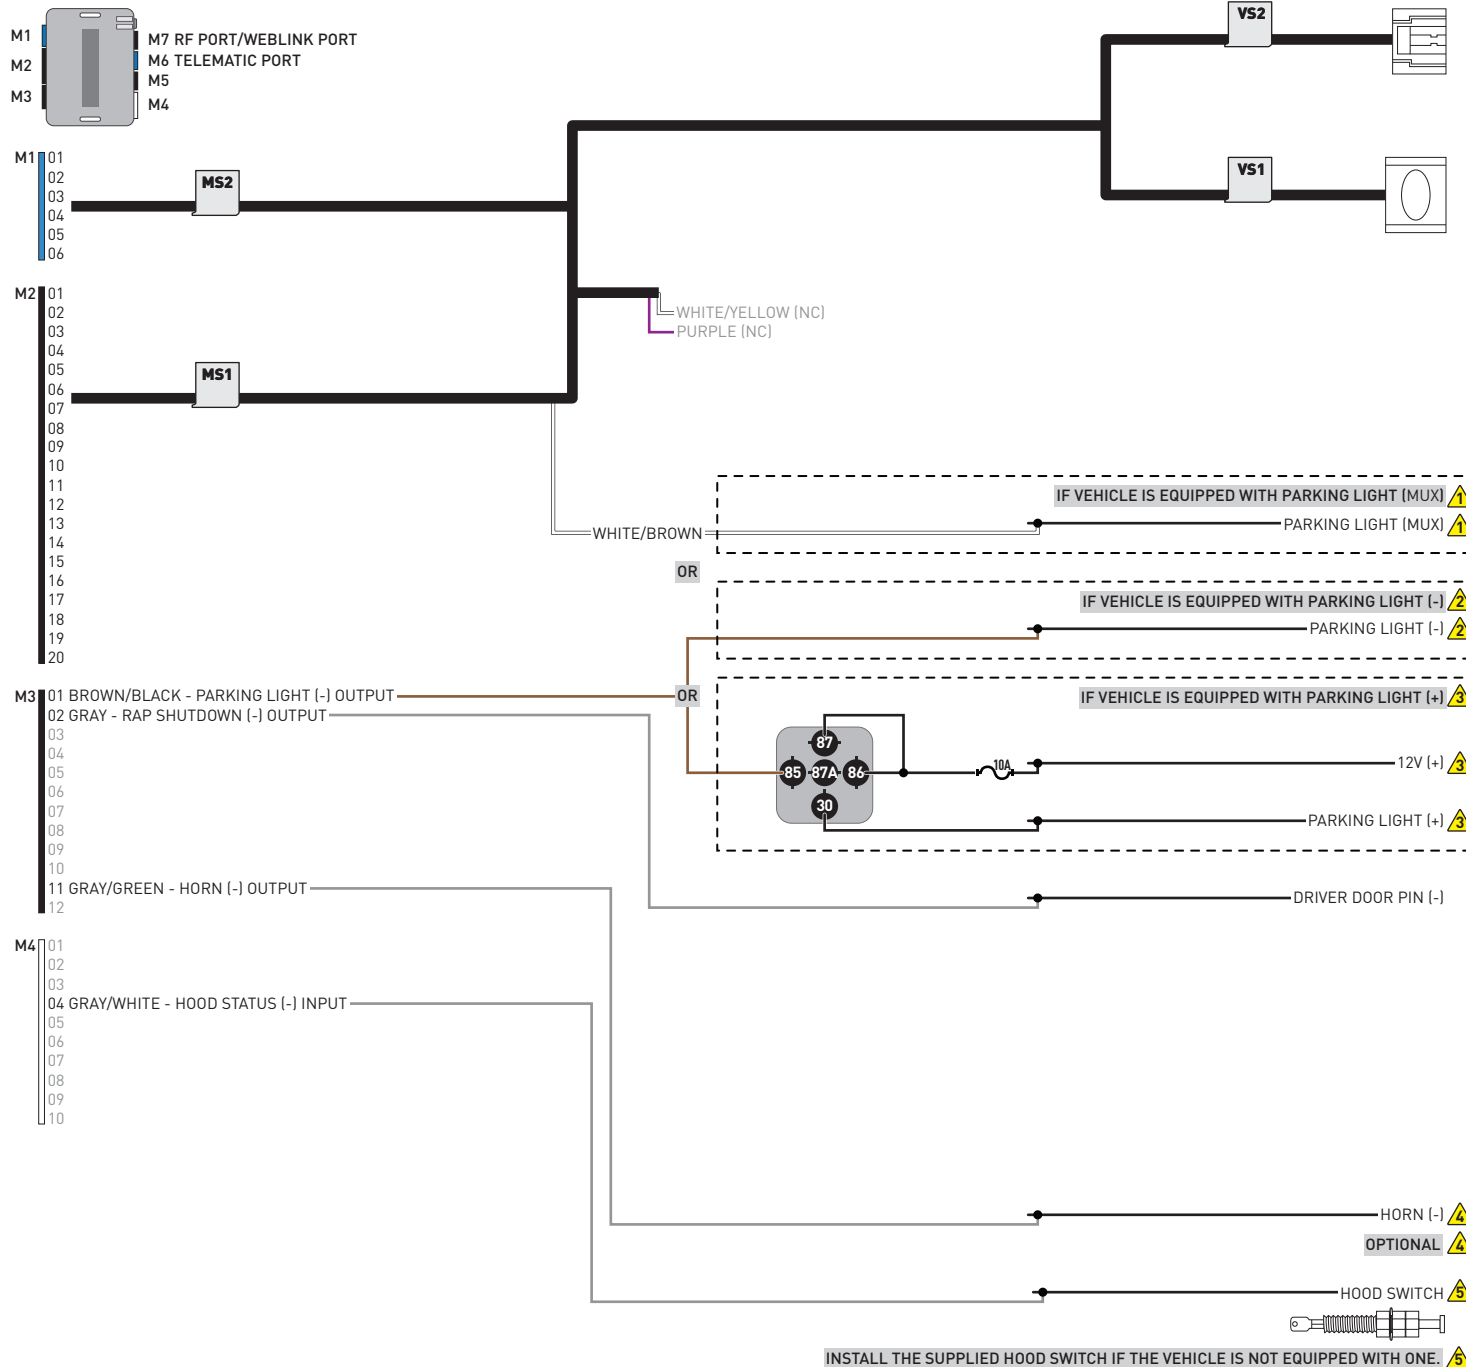 M1
M2
M3
M7 RF PORT/WEBLINK PORT
M6 TELEMATIC PORT
M5
M4
VS2
VS1
M1 01
02
03
04
05
06
MS2
M2 01
02
03
04
05
06
07
08
09
10
11
12
13
14
15
16
17
18
19
20
MS1
WHITE/YELLOW (NC)
PURPLE (NC)
WHITE/BROWN
IF VEHICLE IS EQUIPPED WITH PARKING LIGHT (MUX) 1
PARKING LIGHT (MUX) 1
OR
IF VEHICLE IS EQUIPPED WITH PARKING LIGHT (-) 2
PARKING LIGHT (-) 2
OR
IF VEHICLE IS EQUIPPED WITH PARKING LIGHT (+) 3
87
85 87A 86
30
10A
12V (+) 3
PARKING LIGHT (+) 3
M3 01 BROWN/BLACK - PARKING LIGHT (-) OUTPUT
02 GRAY - RAP SHUTDOWN (-) OUTPUT
03
04
05
06
07
08
09
10
11 GRAY/GREEN - HORN (-) OUTPUT
12
DRIVER DOOR PIN (-)
M4 01
02
03
04 GRAY/WHITE - HOOD STATUS (-) INPUT
05
06
07
08
09
10
HORN (-) 4
OPTIONAL 4
HOOD SWITCH 5
INSTALL THE SUPPLIED HOOD SWITCH IF THE VEHICLE IS NOT EQUIPPED WITH ONE. 5